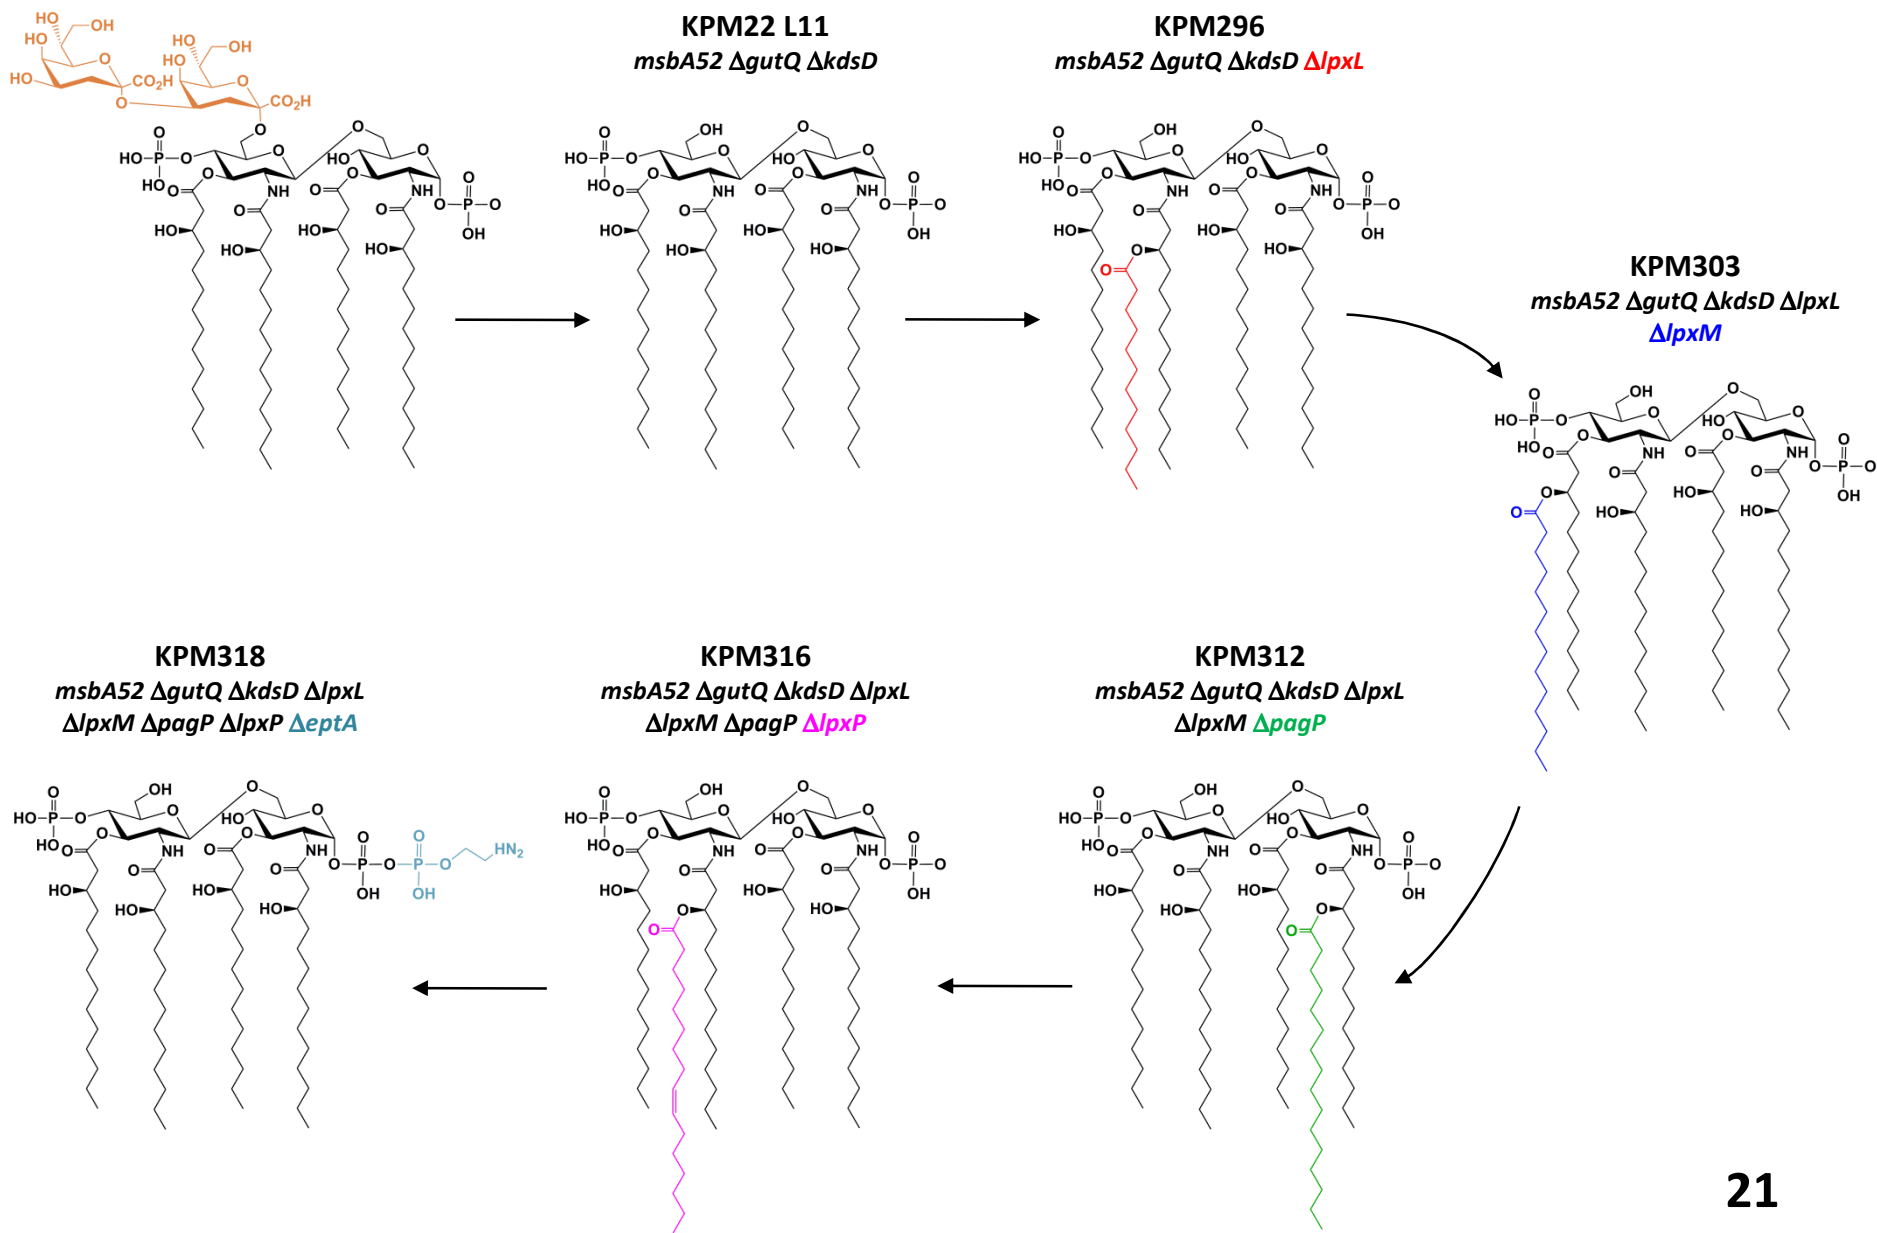 KPM22 L11
msbA52 ΔgutQ ΔkdsD
KPM296
msbA52 ΔgutQ ΔkdsD ΔlpxL
KPM303
msbA52 ΔgutQ ΔkdsD ΔlpxL
ΔlpxM
KPM318
msbA52 ΔgutQ ΔkdsD ΔlpxL
ΔlpxM ΔpagP ΔlpxP ΔeptA
KPM316
msbA52 ΔgutQ ΔkdsD ΔlpxL
ΔlpxM ΔpagP ΔlpxP
KPM312
msbA52 ΔgutQ ΔkdsD ΔlpxL
ΔlpxM ΔpagP
21